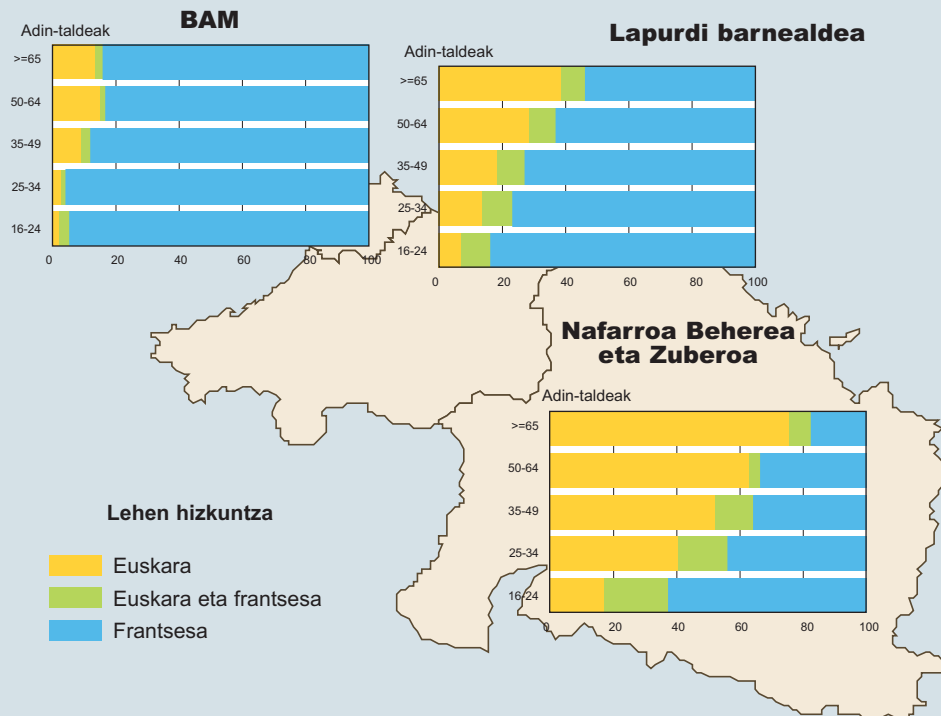 BAM
Adin-taldeak
>=65
50-64
35-49
25-34
16-24
0 20 40 60 80 100
Lapurdi barnealdea
Adin-taldeak
>=65
50-64
35-49
25-34
16-24
0 20 40 60 80 100
Nafarroa Beherea
eta Zuberoa
Adin-taldeak
>=65
50-64
35-49
25-34
16-24
0 20 40 60 80 100
Lehen hizkuntza
Euskara
Euskara eta frantsesa
Frantsesa